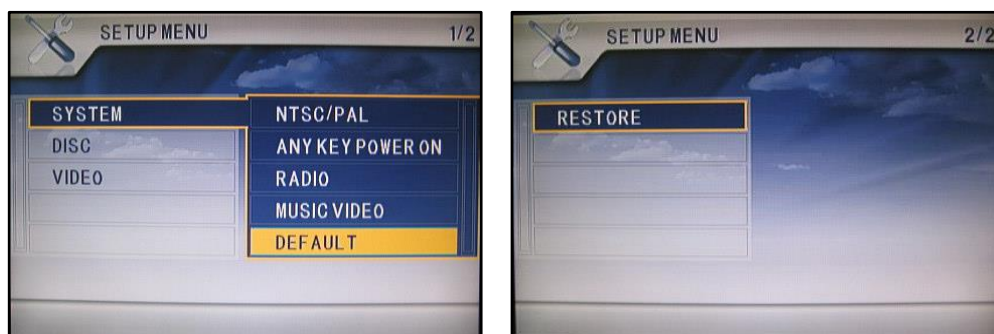 SETUP MENU 1/2
SYSTEM
DISC
VIDEO
NTSC/PAL
ANY KEY POWER ON
RADIO
MUSIC VIDEO
DEFAULT
SETUP MENU 2/2
RESTORE